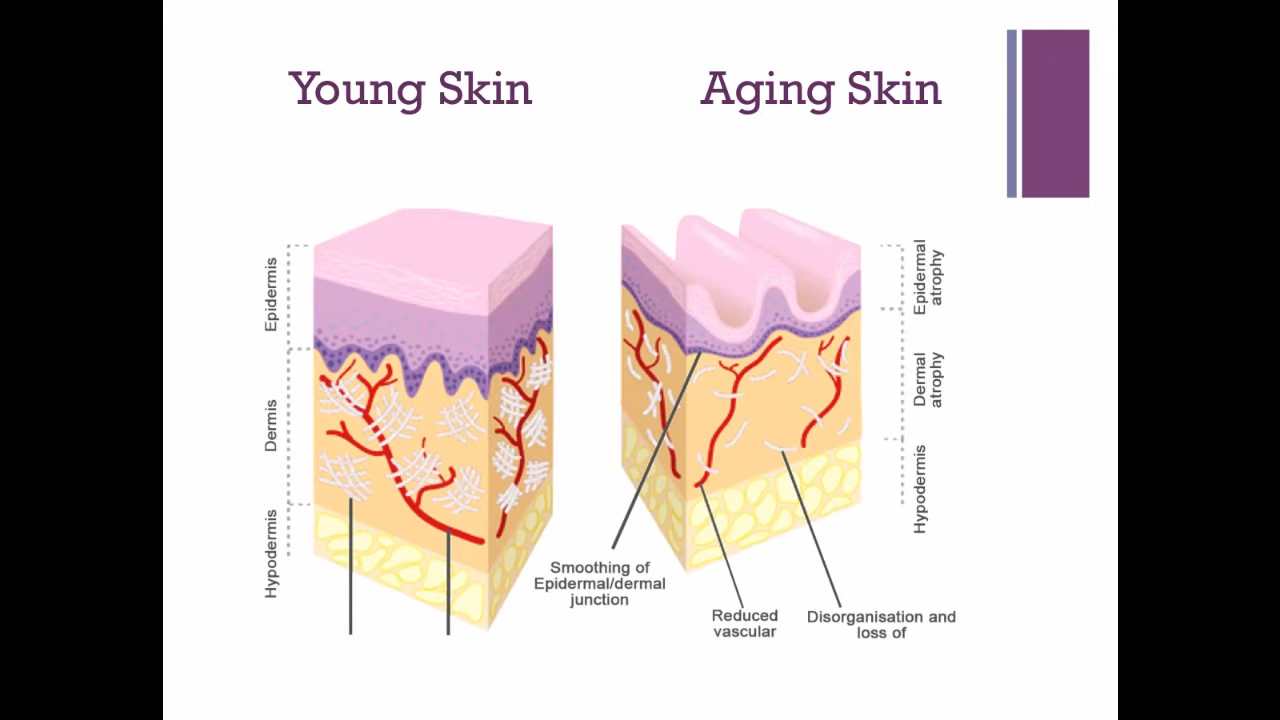 Young Skin
Aging Skin
Epidermis
Dermis
Hypodermis
Epidermal
atrophy
Dermal
atrophy
Hypodermis
Smoothing of
Epidermal/dermal
junction
Reduced
vascular
Disorganisation and
loss of